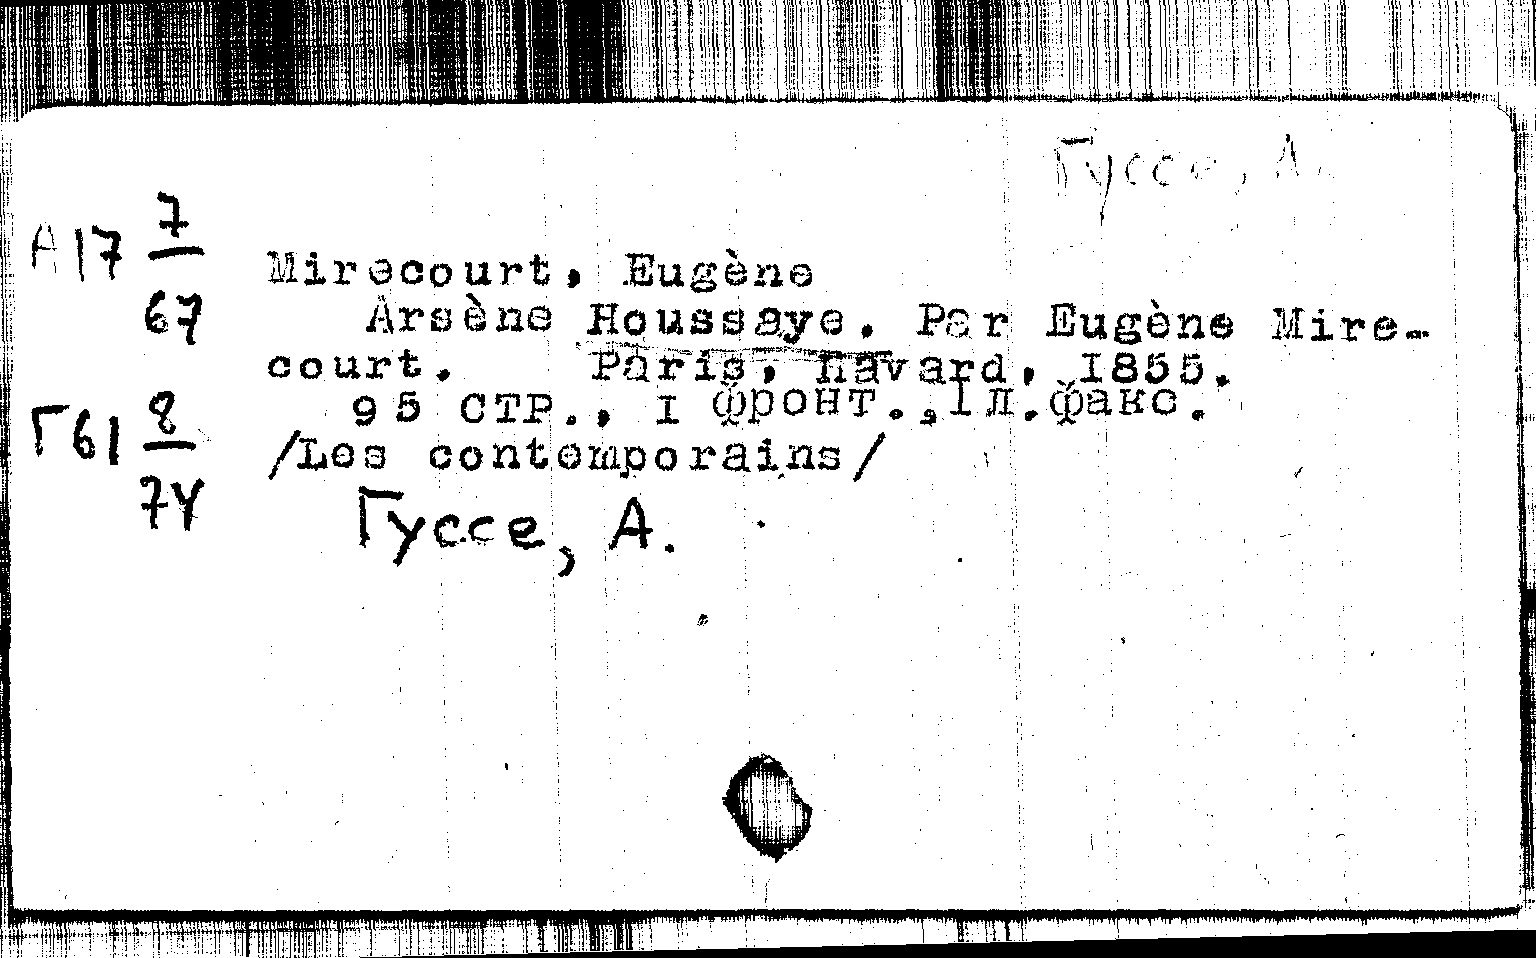 Гуссе, А.
А17 7/67
Mirecourt, Eugène
Arsène Houssaye. Par Eugène Mire-
court. Paris, Havard, 1855.
Г61 8/74
95 СТР., I фронт., 1 л. факс.
/Les contemporains/
Гуссе, А.